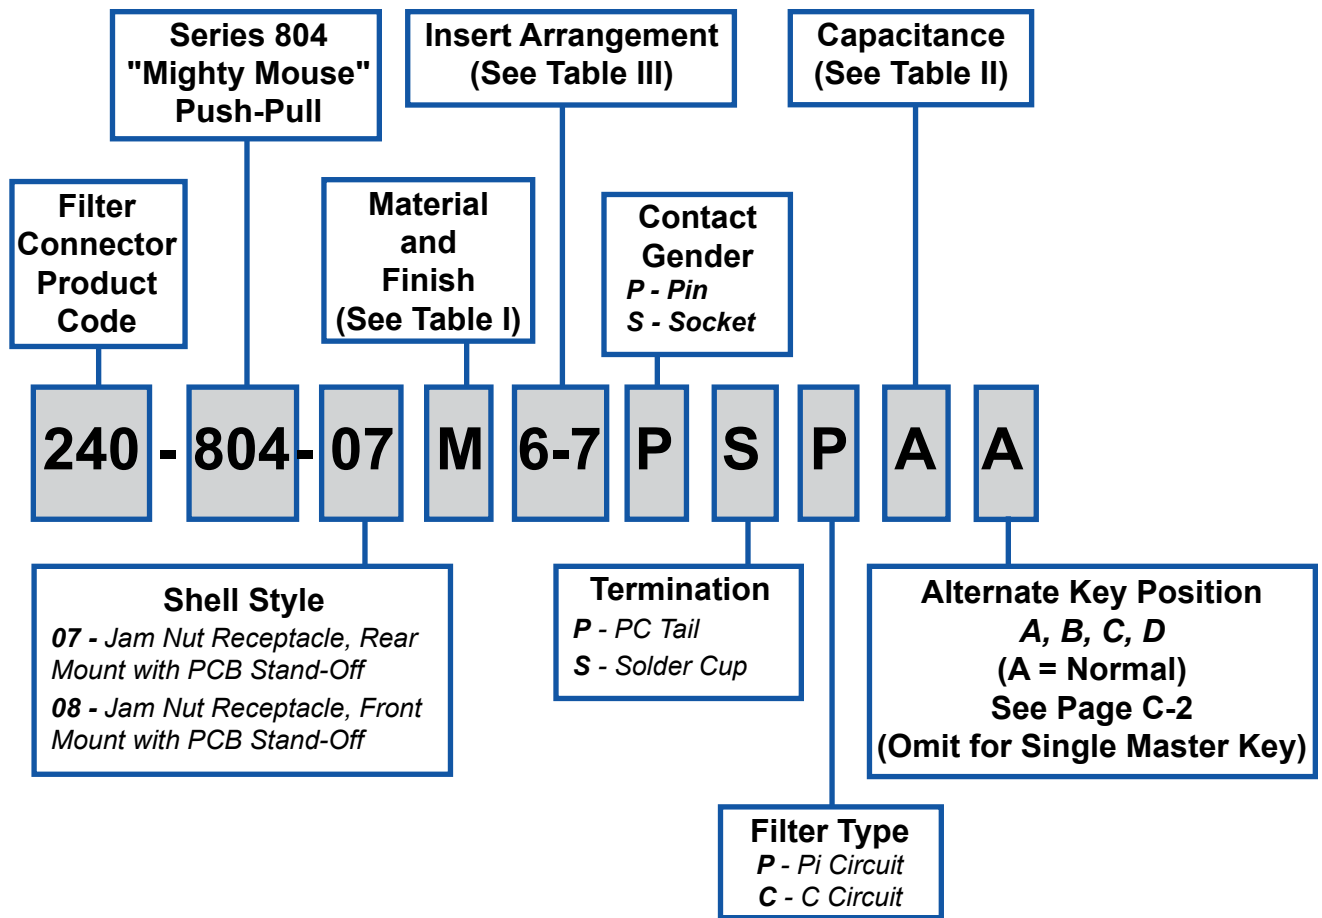 Series 804
"Mighty Mouse"
Push-Pull
Insert Arrangement
(See Table III)
Capacitance
(See Table II)
Filter
Connector
Product
Code
Material
and
Finish
(See Table I)
Contact
Gender
P - Pin
S - Socket
240 - 804 - 07 M 6-7 P S P A A
Shell Style
07 - Jam Nut Receptacle, Rear
Mount with PCB Stand-Off
08 - Jam Nut Receptacle, Front
Mount with PCB Stand-Off
Termination
P - PC Tail
S - Solder Cup
Alternate Key Position
A, B, C, D
(A = Normal)
See Page C-2
(Omit for Single Master Key)
Filter Type
P - Pi Circuit
C - C Circuit